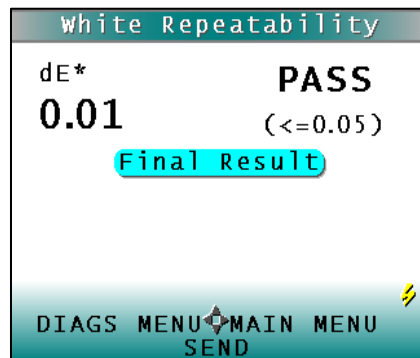 White Repeatability
dE* PASS
0.01 (<=0.05)
Final Result
DIAGS MENU MAIN MENU
SEND